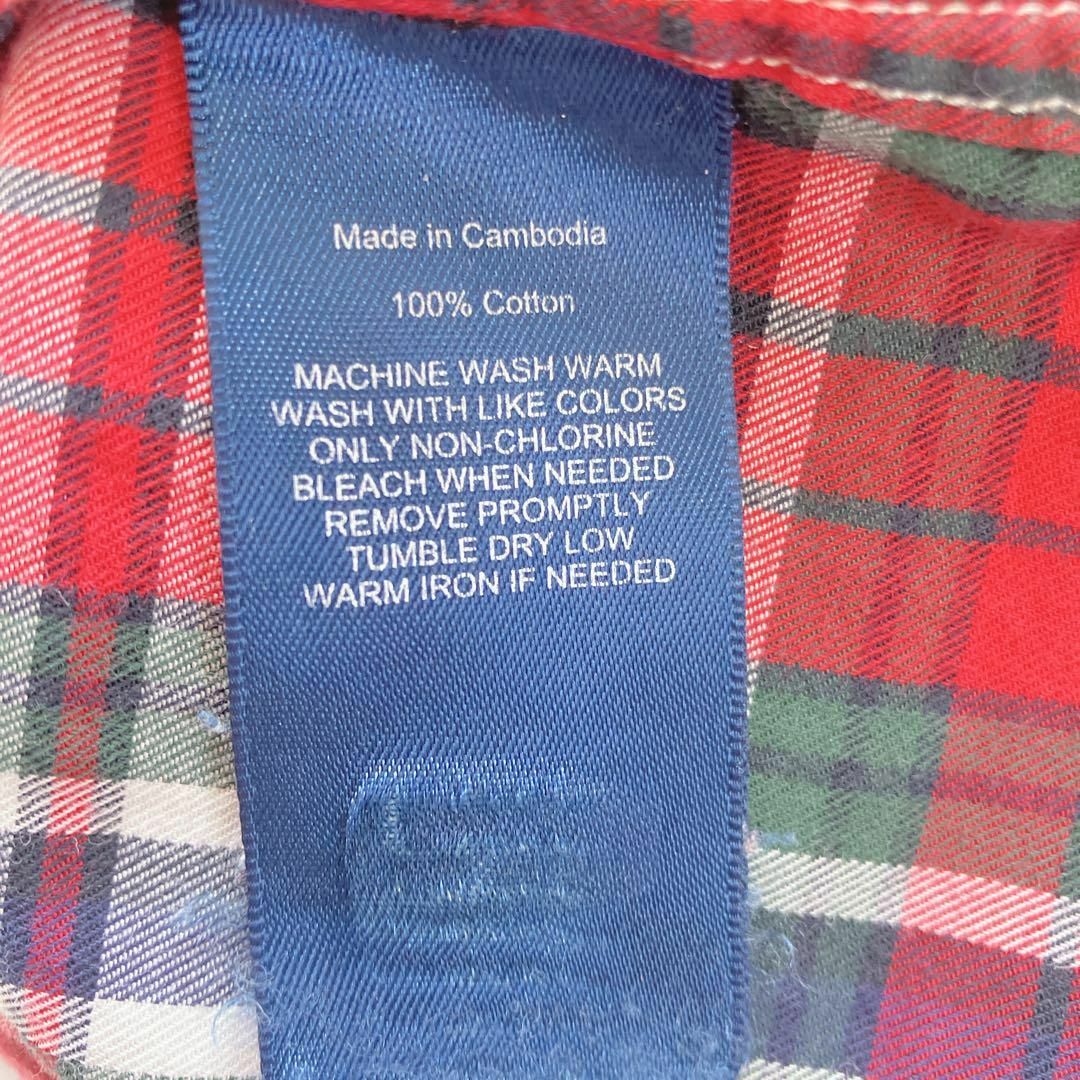 Made in Cambodia
100% Cotton
MACHINE WASH WARM
WASH WITH LIKE COLORS
ONLY NON-CHLORINE
BLEACH WHEN NEEDED
REMOVE PROMPTLY
TUMBLE DRY LOW
WARM IRON IF NEEDED